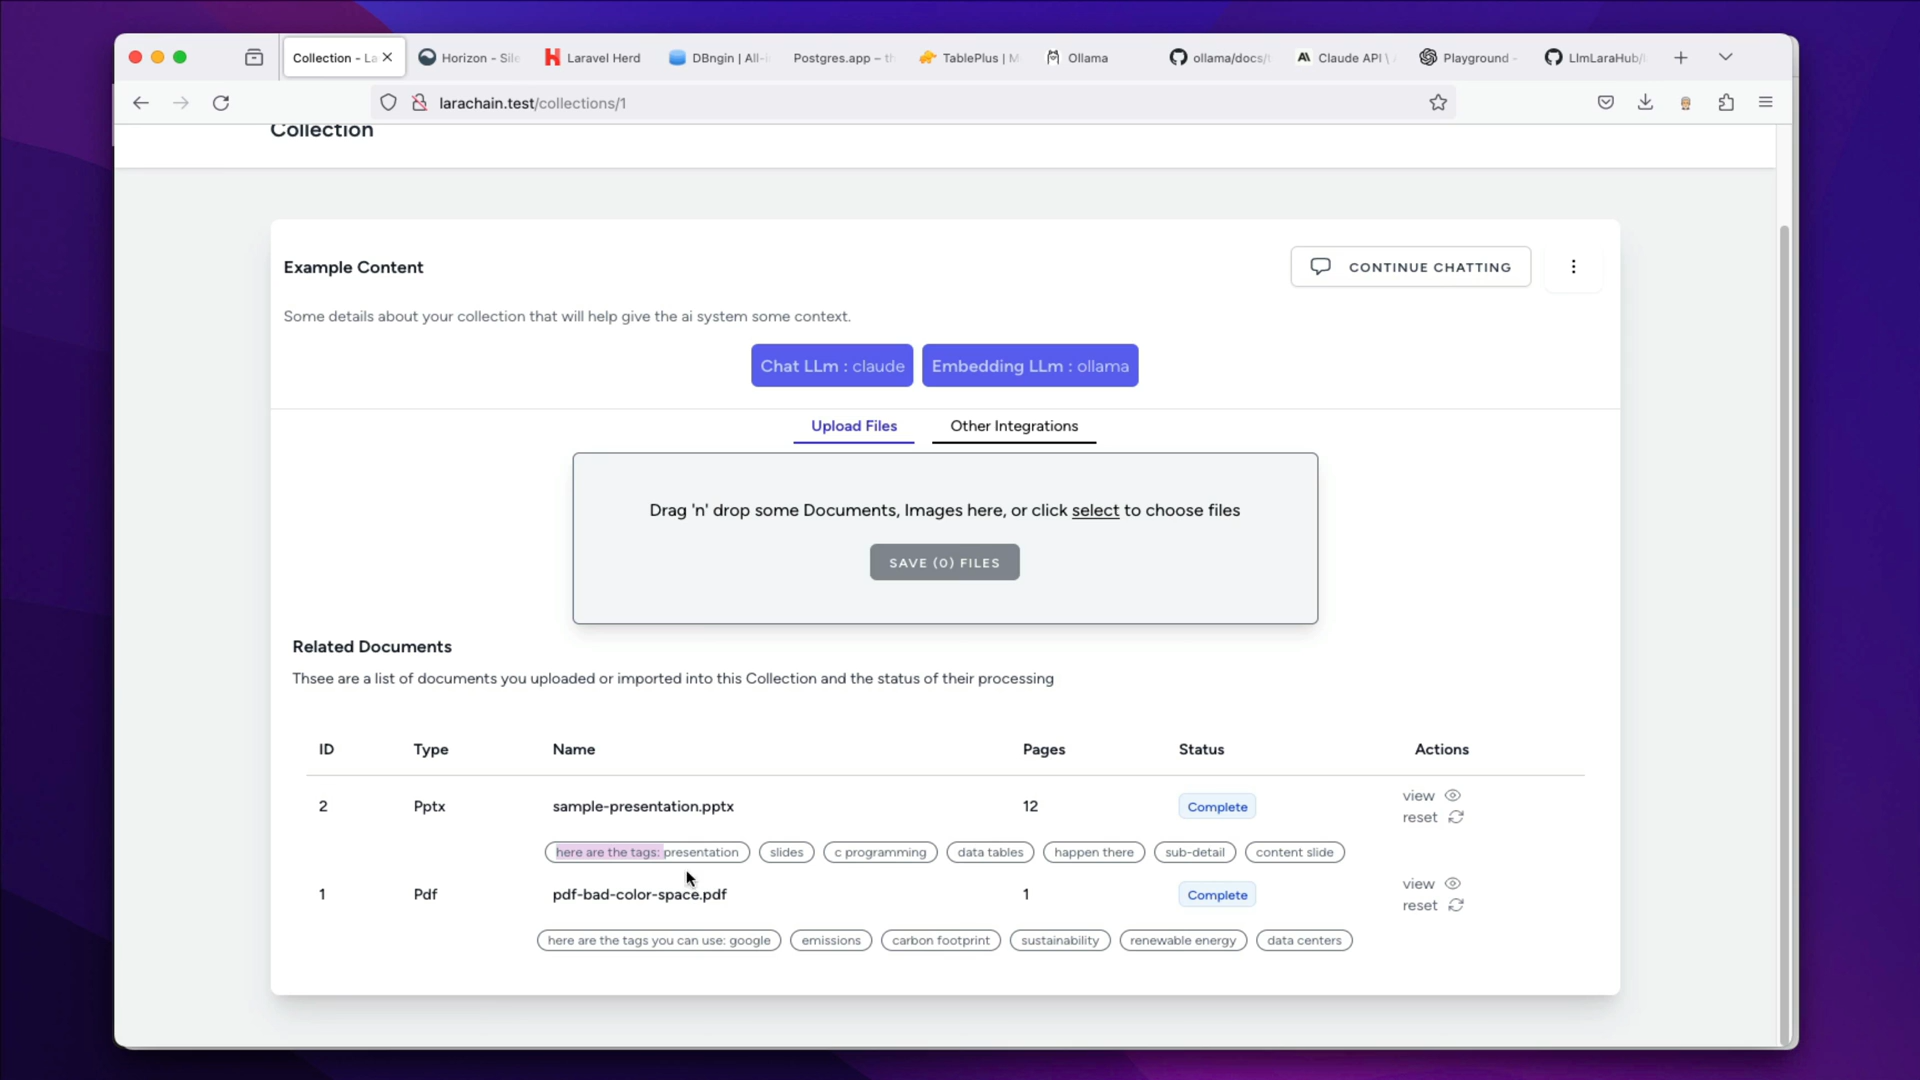 Collection - La
Horizon - Sile
Laravel Herd
DBngin | All-i
Postgres.app – th
TablePlus | M
Ollama
ollama/docs/
Claude API \
Playground -
LlmLaraHub/
larachain.test/collections/1
Collection
Example Content
CONTINUE CHATTING
Some details about your collection that will help give the ai system some context.
Chat LLm : claude
Embedding LLm : ollama
Upload Files
Other Integrations
Drag 'n' drop some Documents, Images here, or click select to choose files
SAVE (0) FILES
Related Documents
Thsee are a list of documents you uploaded or imported into this Collection and the status of their processing
ID Type Name Pages Status Actions
2 Pptx sample-presentation.pptx 12 Complete
view
reset
here are the tags: presentation slides c programming data tables happen there sub-detail content slide
1 Pdf pdf-bad-color-space.pdf 1 Complete
view
reset
here are the tags you can use: google emissions carbon footprint sustainability renewable energy data centers